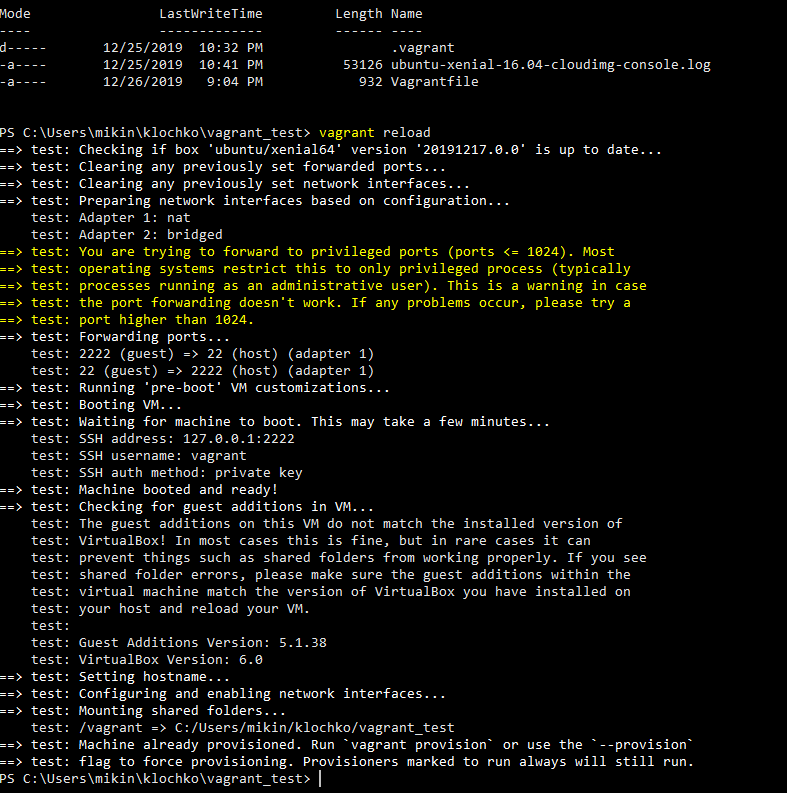 Mode LastWriteTime Length Name
---- ------------- ------ ----
d----- 12/25/2019 10:32 PM .vagrant
-a---- 12/25/2019 10:41 PM 53126 ubuntu-xenial-16.04-cloudimg-console.log
-a---- 12/26/2019 9:04 PM 932 Vagrantfile
PS C:\Users\mikin\klochko\vagrant_test> vagrant reload
==> test: Checking if box 'ubuntu/xenial64' version '20191217.0.0' is up to date...
==> test: Clearing any previously set forwarded ports...
==> test: Clearing any previously set network interfaces...
==> test: Preparing network interfaces based on configuration...
test: Adapter 1: nat
test: Adapter 2: bridged
==> test: You are trying to forward to privileged ports (ports <= 1024). Most
==> test: operating systems restrict this to only privileged process (typically
==> test: processes running as an administrative user). This is a warning in case
==> test: the port forwarding doesn't work. If any problems occur, please try a
==> test: port higher than 1024.
==> test: Forwarding ports...
test: 2222 (guest) => 22 (host) (adapter 1)
test: 22 (guest) => 2222 (host) (adapter 1)
==> test: Running 'pre-boot' VM customizations...
==> test: Booting VM...
==> test: Waiting for machine to boot. This may take a few minutes...
test: SSH address: 127.0.0.1:2222
test: SSH username: vagrant
test: SSH auth method: private key
==> test: Machine booted and ready!
==> test: Checking for guest additions in VM...
test: The guest additions on this VM do not match the installed version of
test: VirtualBox! In most cases this is fine, but in rare cases it can
test: prevent things such as shared folders from working properly. If you see
test: shared folder errors, please make sure the guest additions within the
test: virtual machine match the version of VirtualBox you have installed on
test: your host and reload your VM.
test:
test: Guest Additions Version: 5.1.38
test: VirtualBox Version: 6.0
==> test: Setting hostname...
==> test: Configuring and enabling network interfaces...
==> test: Mounting shared folders...
test: /vagrant => C:/Users/mikin/klochko/vagrant_test
==> test: Machine already provisioned. Run `vagrant provision` or use the `--provision`
==> test: flag to force provisioning. Provisioners marked to run always will still run.
PS C:\Users\mikin\klochko\vagrant_test>